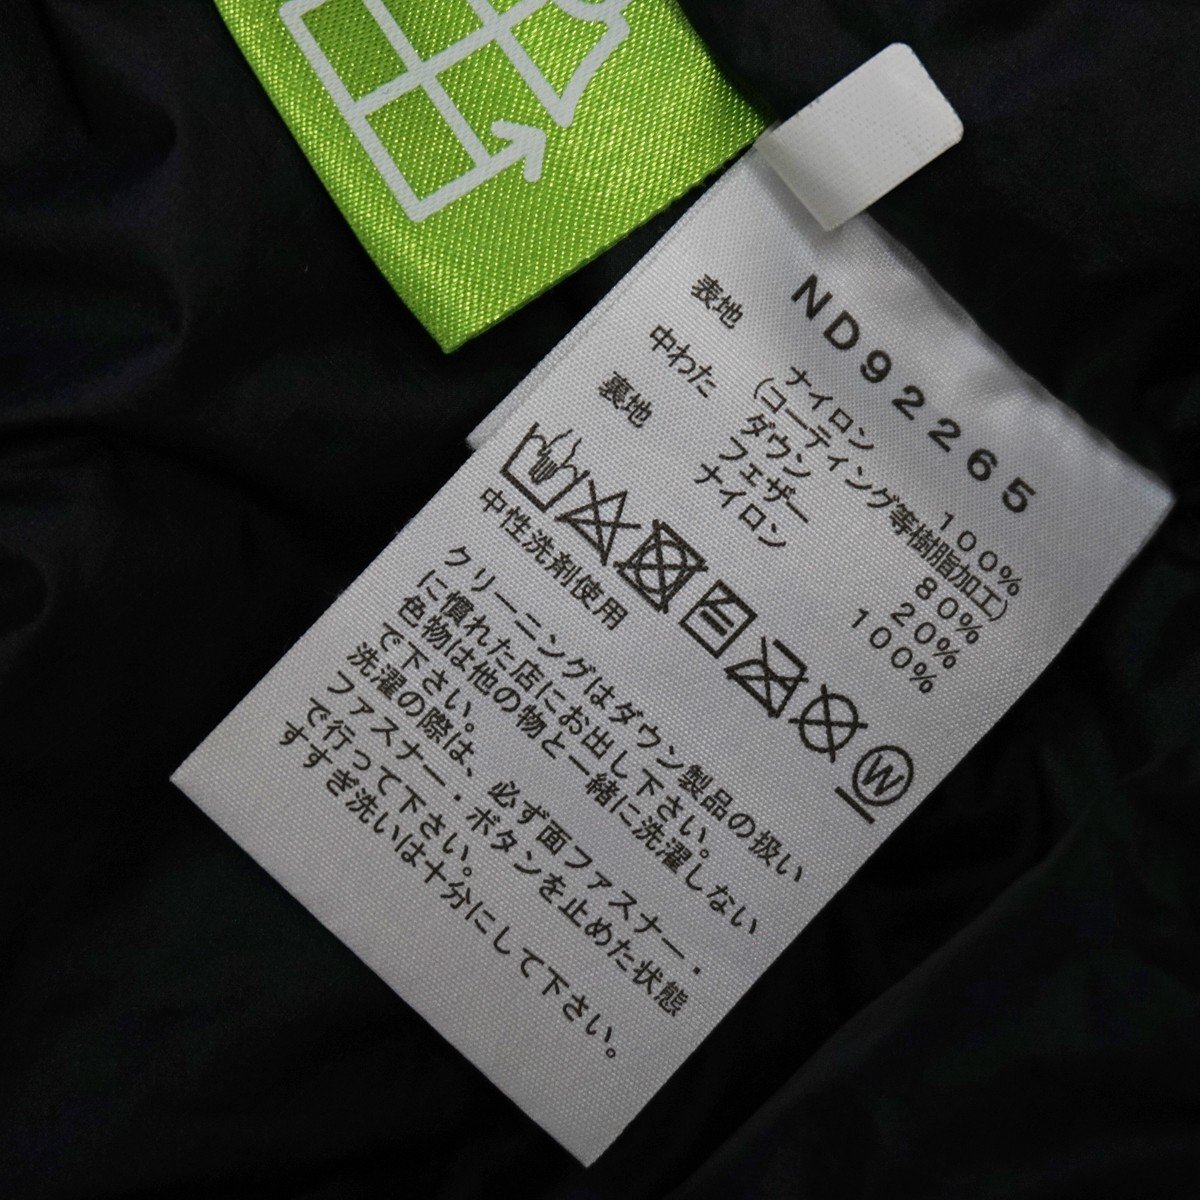 ND92265
表地 ナイロン 100%
(コーティング等樹脂加工)
中わた ダウン 80%
フェザー 20%
裏地 ナイロン 100%
W
中性洗剤使用
クリーニングはダウン製品の扱い
に慣れた店にお出し下さい。
色物は他の物と一緒に洗濯しない
で下さい。
洗濯の際は、必ず面ファスナー・
ファスナー・ボタンを止めた状態
で行って下さい。
すすぎ洗いは十分にして下さい。